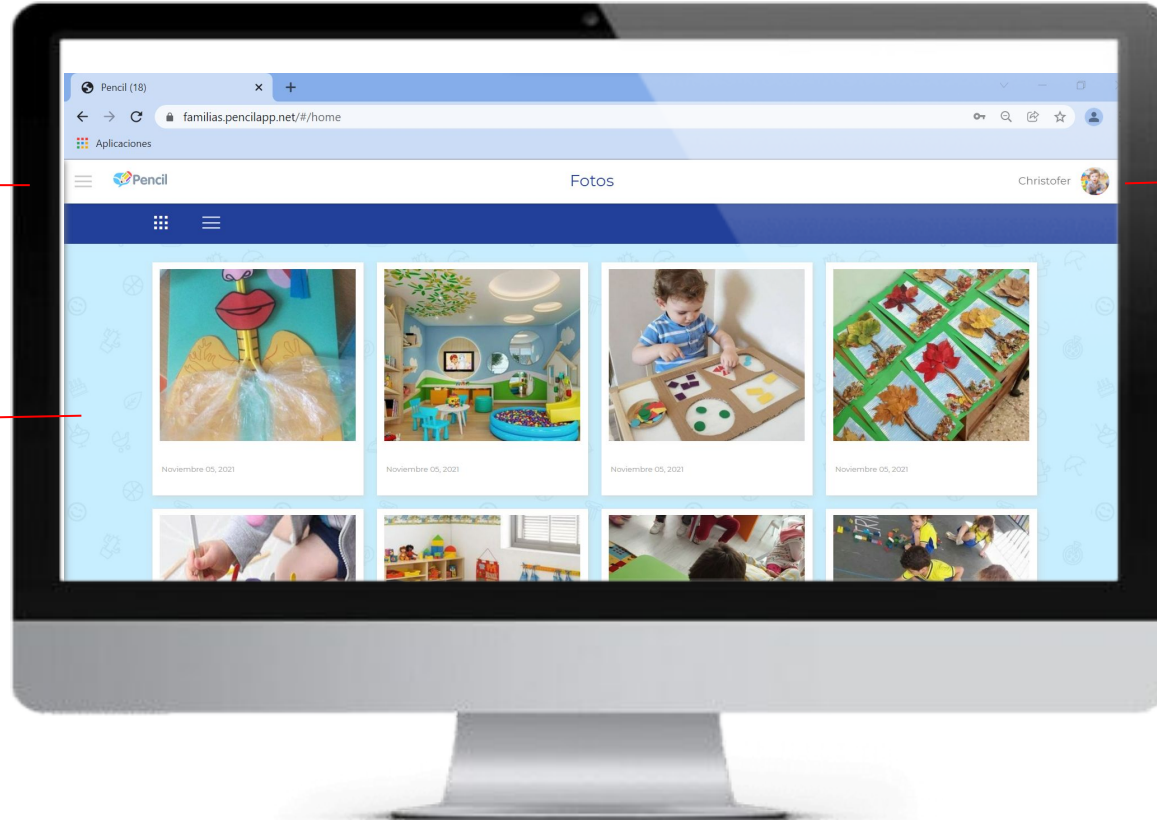 Pencil (18)
familias.pencilapp.net/#/home
Aplicaciones
Pencil
Fotos
Christofer
Noviembre 05, 2021
Noviembre 05, 2021
Noviembre 05, 2021
Noviembre 05, 2021